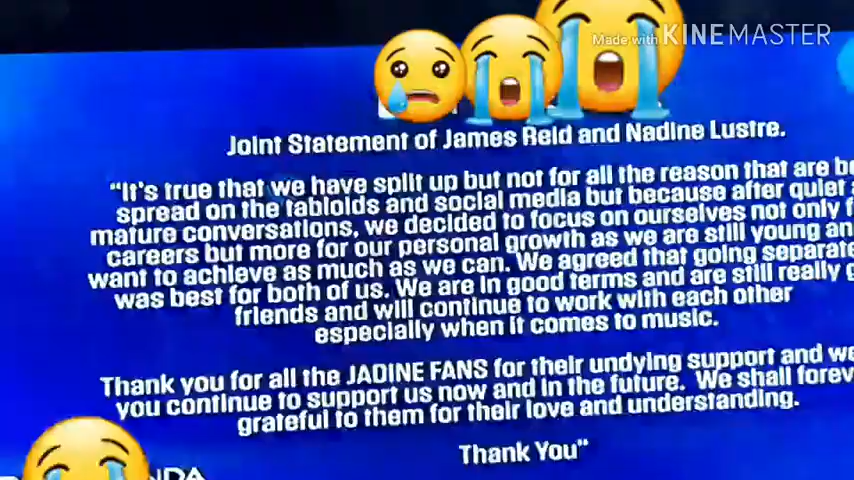 Made with KINEMASTER
Joint Statement of James Reid and Nadine Lustre.
"It's true that we have split up but not for all the reason that are be
spread on the tabloids and social media but because after quiet a
mature conversations, we decided to focus on ourselves not only f
careers but more for our personal growth as we are still young an
want to achieve as much as we can. We agreed that going separate
was best for both of us. We are in good terms and are still really g
friends and will continue to work with each other
especially when it comes to music.
Thank you for all the JADINE FANS for their undying support and we
you continue to support us now and in the future. We shall forev
grateful to them for their love and understanding.
Thank You"